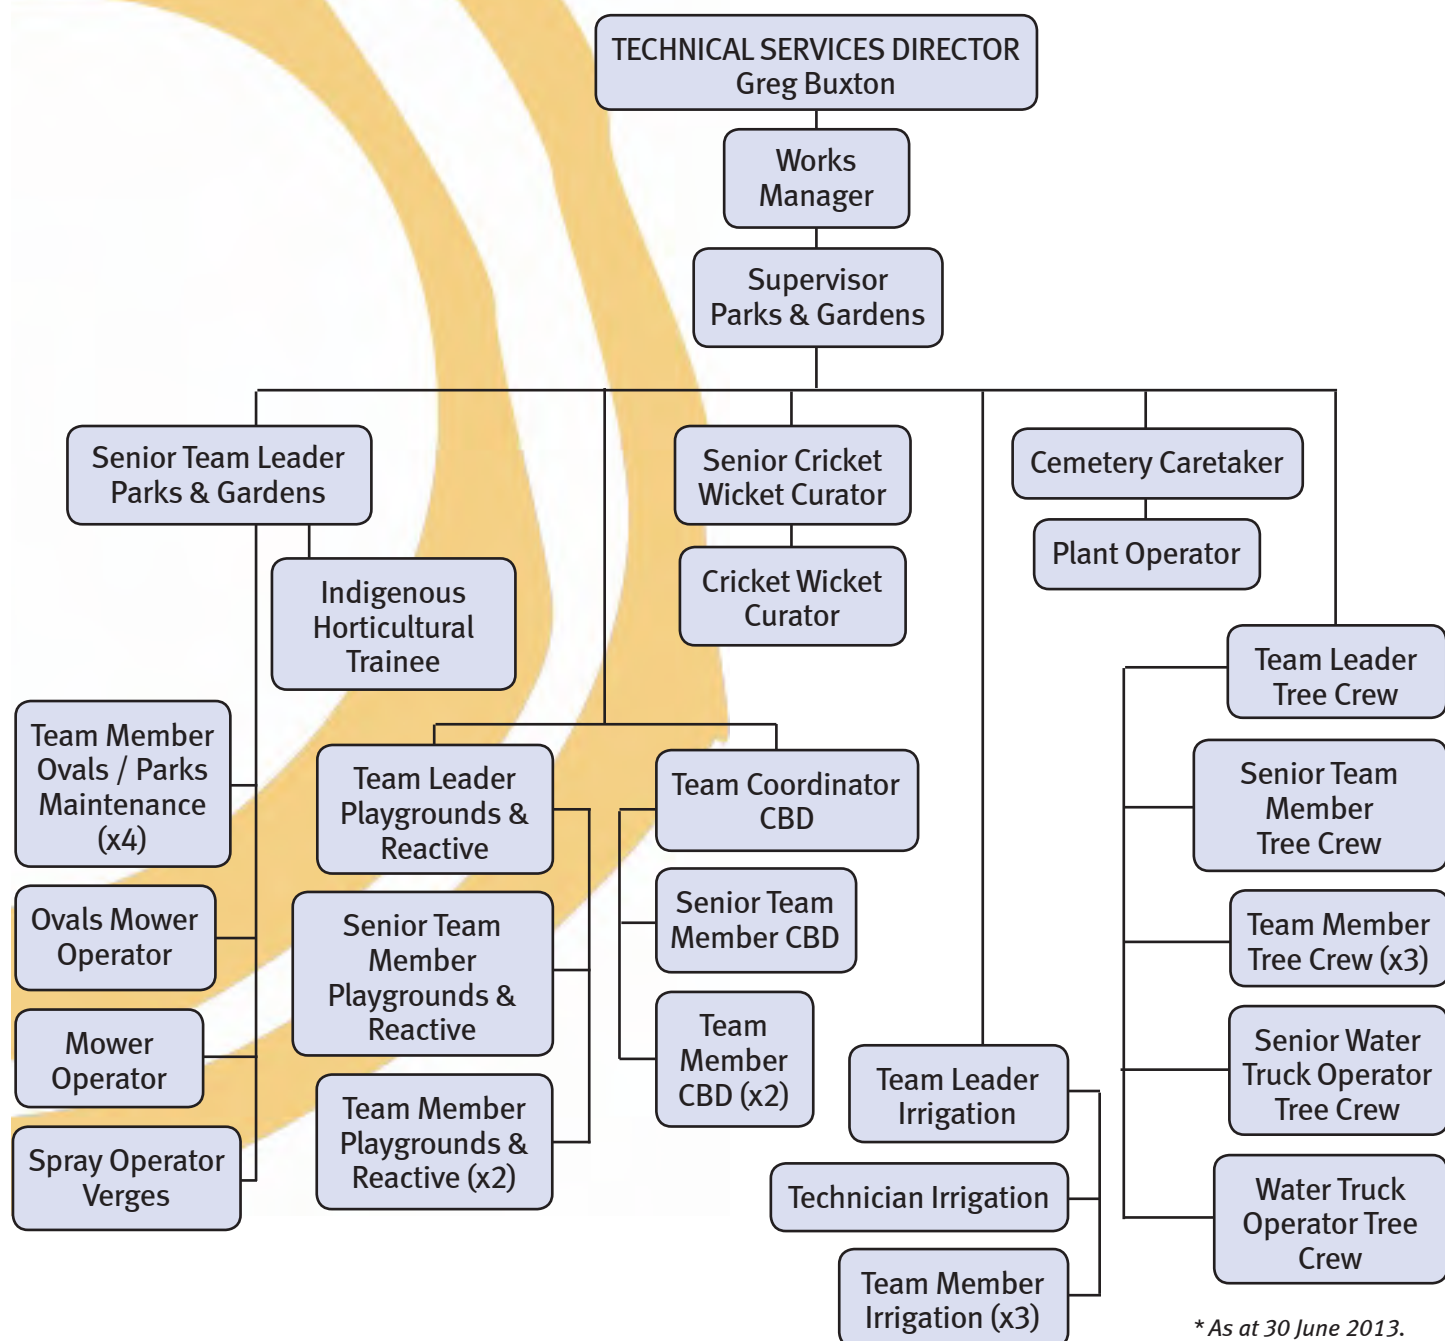 TECHNICAL SERVICES DIRECTOR
Greg Buxton
Works
Manager
Supervisor
Parks & Gardens
Senior Team Leader
Parks & Gardens
Indigenous
Horticultural
Trainee
Team Member
Ovals / Parks
Maintenance
(x4)
Ovals Mower
Operator
Mower
Operator
Spray Operator
Verges
Team Leader
Playgrounds &
Reactive
Senior Team
Member
Playgrounds &
Reactive
Team Member
Playgrounds &
Reactive (x2)
Team Coordinator
CBD
Senior Team
Member CBD
Team
Member
CBD (x2)
Senior Cricket
Wicket Curator
Cricket Wicket
Curator
Team Leader
Irrigation
Technician Irrigation
Team Member
Irrigation (x3)
Cemetery Caretaker
Plant Operator
Team Leader
Tree Crew
Senior Team
Member
Tree Crew
Team Member
Tree Crew (x3)
Senior Water
Truck Operator
Tree Crew
Water Truck
Operator Tree
Crew
* As at 30 June 2013.